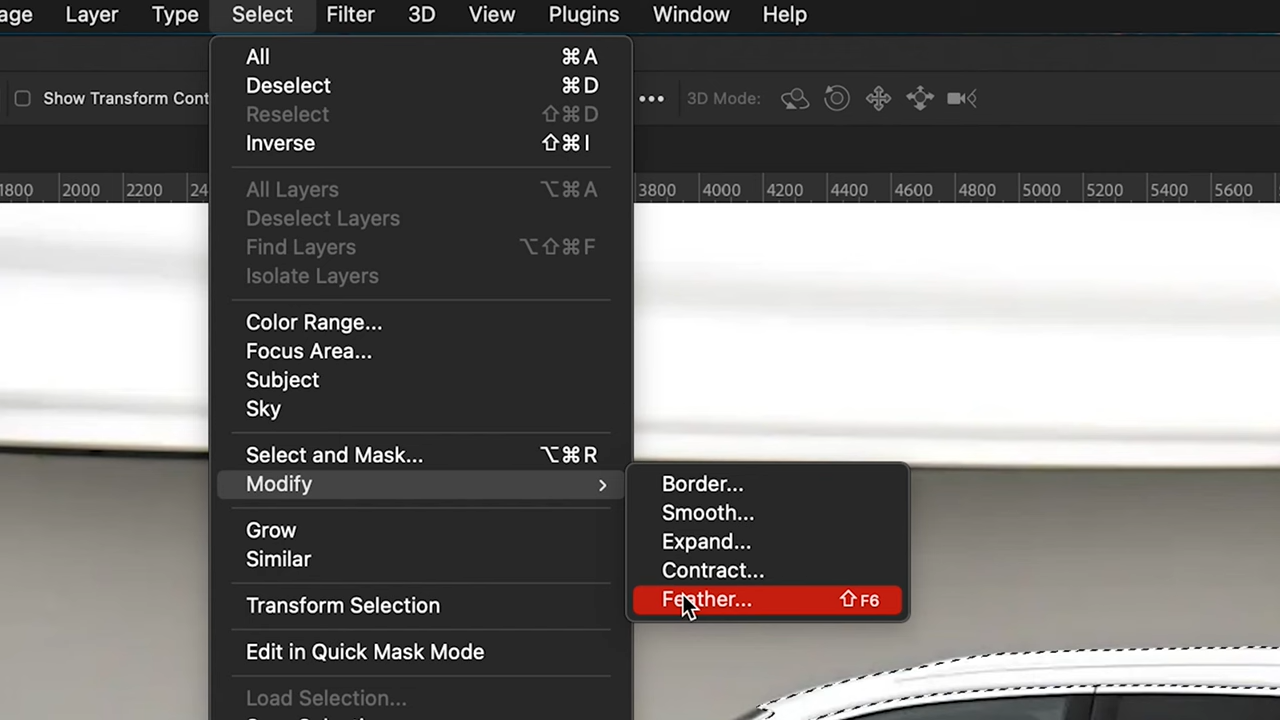 age Layer Type Select Filter 3D View Plugins Window Help
Show Transform Cont
3D Mode:
1800 2000 2200 24 3800 4000 4200 4400 4600 4800 5000 5200 5400 5600
All ⌘A
Deselect ⌘D
Reselect ⇧⌘D
Inverse ⇧⌘I
All Layers ⌥⌘A
Deselect Layers
Find Layers ⌥⇧⌘F
Isolate Layers
Color Range...
Focus Area...
Subject
Sky
Select and Mask... ⌥⌘R
Modify
Grow
Similar
Transform Selection
Edit in Quick Mask Mode
Load Selection...
Border...
Smooth...
Expand...
Contract...
Feather... ⇧F6